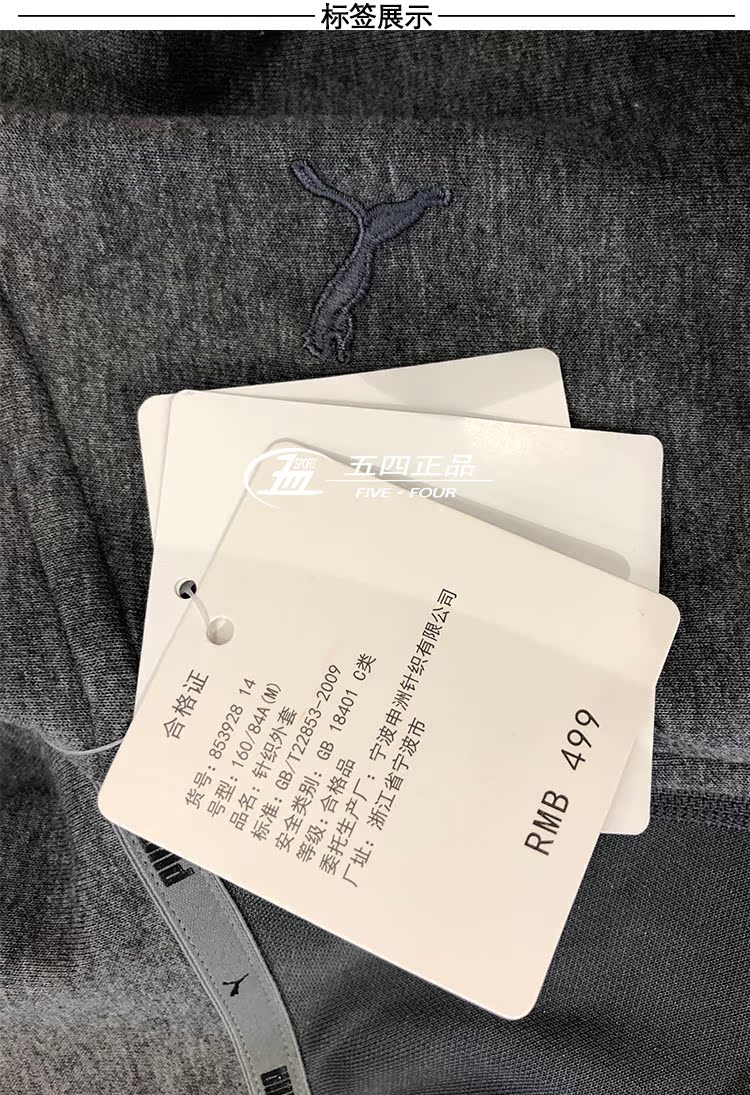 标签展示
SPORT
五四正品
FIVE - FOUR
合格证
货号: 853928 14
号型: 160/84A(M)
品名: 针织外套
标准: GB/T22853-2009
安全类别: GB 18401 C类
等级: 合格品
委托生产厂: 宁波申洲针织有限公司
厂址: 浙江省宁波市
RMB 499